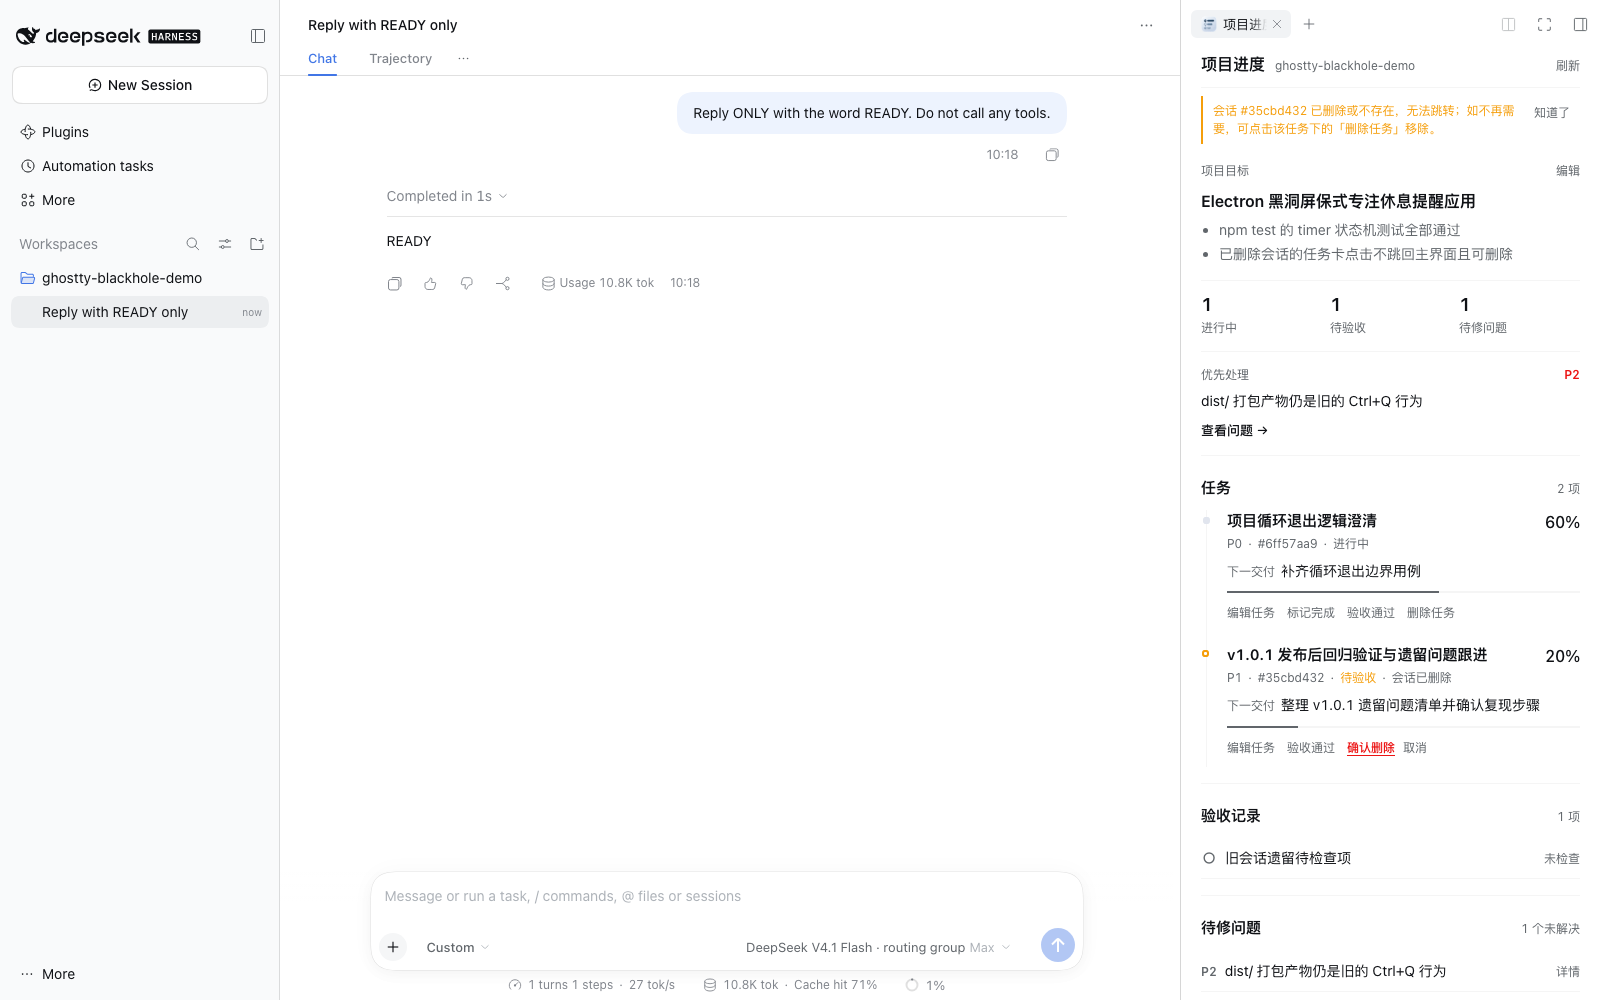 deepseek HARNESS
New Session
Plugins
Automation tasks
More
Workspaces
ghostty-blackhole-demo
Reply with READY only now
More
Reply with READY only
Chat Trajectory
Reply ONLY with the word READY. Do not call any tools.
10:18
Completed in 1s
READY
Usage 10.8K tok 10:18
Message or run a task, / commands, @ files or sessions
Custom
DeepSeek V4.1 Flash · routing group Max
1 turns 1 steps · 27 tok/s 10.8K tok · Cache hit 71% 1%
项目进
项目进度 ghostty-blackhole-demo 刷新
会话 #35cbd432 已删除或不存在，无法跳转；如不再需
要，可点击该任务下的「删除任务」移除。
知道了
项目目标 编辑
Electron 黑洞屏保式专注休息提醒应用
npm test 的 timer 状态机测试全部通过
已删除会话的任务卡点击不跳回主界面且可删除
1 1 1
进行中 待验收 待修问题
优先处理 P2
dist/ 打包产物仍是旧的 Ctrl+Q 行为
查看问题 →
任务 2 项
项目循环退出逻辑澄清 60%
P0 · #6ff57aa9 · 进行中
下一交付 补齐循环退出边界用例
编辑任务 标记完成 验收通过 删除任务
v1.0.1 发布后回归验证与遗留问题跟进 20%
P1 · #35cbd432 · 待验收 · 会话已删除
下一交付 整理 v1.0.1 遗留问题清单并确认复现步骤
编辑任务 验收通过 确认删除 取消
验收记录 1 项
旧会话遗留待检查项 未检查
待修问题 1 个未解决
P2 dist/ 打包产物仍是旧的 Ctrl+Q 行为 详情